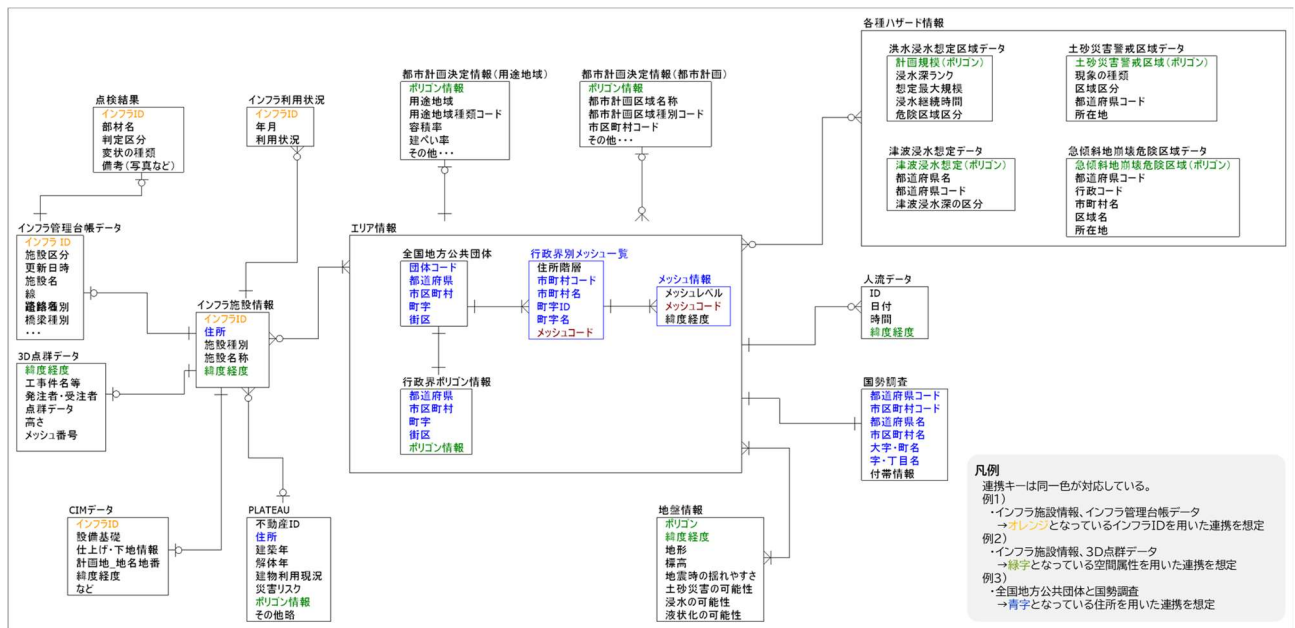 各種ハザード情報
洪水浸水想定区域データ
計画規模(ポリゴン)
浸水深ランク
想定最大規模
浸水継続時間
危険区域区分
土砂災害警戒区域データ
土砂災害警戒区域(ポリゴン)
現象の種類
区域区分
都道府県コード
所在地
津波浸水想定データ
津波浸水想定(ポリゴン)
都道府県名
都道府県コード
津波浸水深の区分
急傾斜地崩壊危険区域データ
急傾斜地崩壊危険区域(ポリゴン)
都道府県コード
行政コード
市町村名
区域名
所在地
都市計画決定情報(用途地域)
ポリゴン情報
用途地域
用途地域種類コード
容積率
建ぺい率
その他・・・
都市計画決定情報(都市計画)
ポリゴン情報
都市計画区域名称
都市計画区域種別コード
市区町村コード
その他・・・
点検結果
インフラID
部材名
判定区分
変状の種類
備考(写真など)
インフラ利用状況
インフラID
年月
利用状況
インフラ管理台帳データ
インフラ ID
施設区分
更新日時
施設名
線
橋梁種別
・・・
インフラ施設情報
インフラID
住所
施設種別
施設名称
緯度経度
3D点群データ
緯度経度
工事件名等
発注者・受注者
点群データ
高さ
メッシュ番号
エリア情報
全国地方公共団体
団体コード
都道府県
市区町村
町字
街区
行政界別メッシュ一覧
住所階層
市町村コード
市町村名
町字ID
町字名
メッシュコード
メッシュ情報
メッシュレベル
メッシュコード
緯度経度
行政界ポリゴン情報
都道府県
市区町村
町字
街区
ポリゴン情報
人流データ
ID
日付
時間
緯度経度
国勢調査
都道府県コード
市区町村コード
都道府県名
市区町村名
大字・町名
字・丁目名
付帯情報
CIMデータ
インフラID
設備基礎
仕上げ・下地情報
計画地_地名地番
緯度経度
など
PLATEAU
不動産ID
住所
建築年
解体年
建物利用現況
災害リスク
ポリゴン情報
その他略
地盤情報
ポリゴン
緯度経度
地形
標高
地震時の揺れやすさ
土砂災害の可能性
浸水の可能性
液状化の可能性
凡例
連携キーは同一色が対応している。
例1)
・インフラ施設情報、インフラ管理台帳データ
→オレンジとなっているインフラIDを用いた連携を想定
例2)
・インフラ施設情報、3D点群データ
→緑字となっている空間属性を用いた連携を想定
例3)
・全国地方公共団体と国勢調査
→青字となっている住所を用いた連携を想定